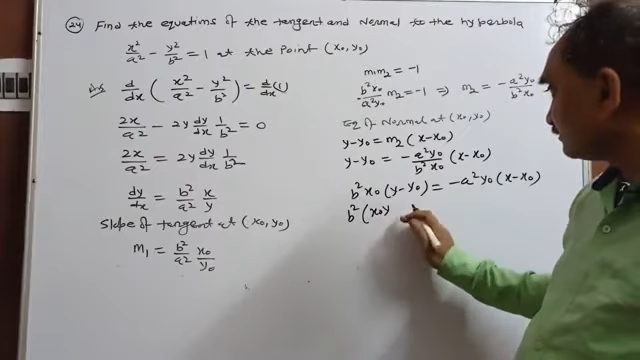 (24) Find the equations of the tangent and Normal to the hyperbola
x²/a² - y²/b² = 1 at the point (x0, y0)
Ans d/dx (x²/a² - y²/b²) = d/dx (1)
2x/a² - 2y dy/dx 1/b² = 0
2x/a² = 2y dy/dx 1/b²
dy/dx = b²/a² x/y
Slope of tangent at (x0, y0)
m1 = b²/a² x0/y0
m1m2 = -1
b²x0/a²y0 m2 = -1 ⇒ m2 = -a²y0/b²x0
Eq of Normal at (x0, y0)
y-y0 = m2 (x-x0)
y-y0 = -a²y0/b²x0 (x-x0)
b²x0 (y-y0) = -a²y0 (x-x0)
b² (x0y